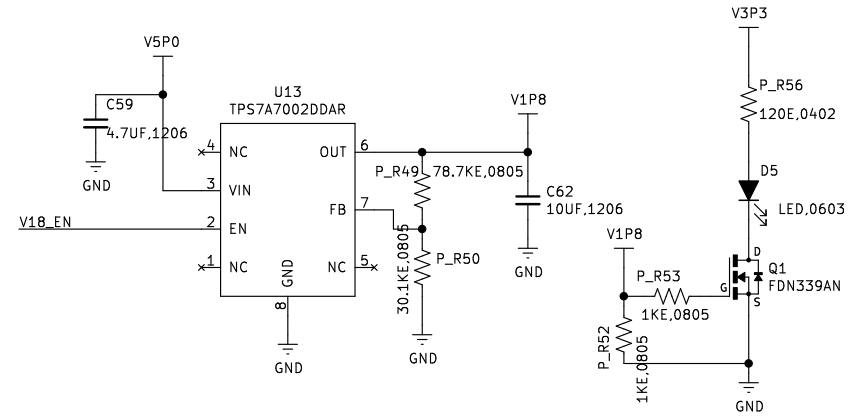 V5P0
C59
4.7UF,1206
GND
U13
TPS7A7002DDAR
4
NC
3
VIN
V18_EN
2
EN
1
NC
GND
8
GND
OUT
6
FB
7
NC
5
P_R49
78.7KE,0805
30.1KE,0805
P_R50
GND
V1P8
C62
10UF,1206
GND
V3P3
P_R56
120E,0402
D5
LED,0603
V1P8
P_R53
1KE,0805
P_R52
1KE,0805
D
G
S
Q1
FDN339AN
GND